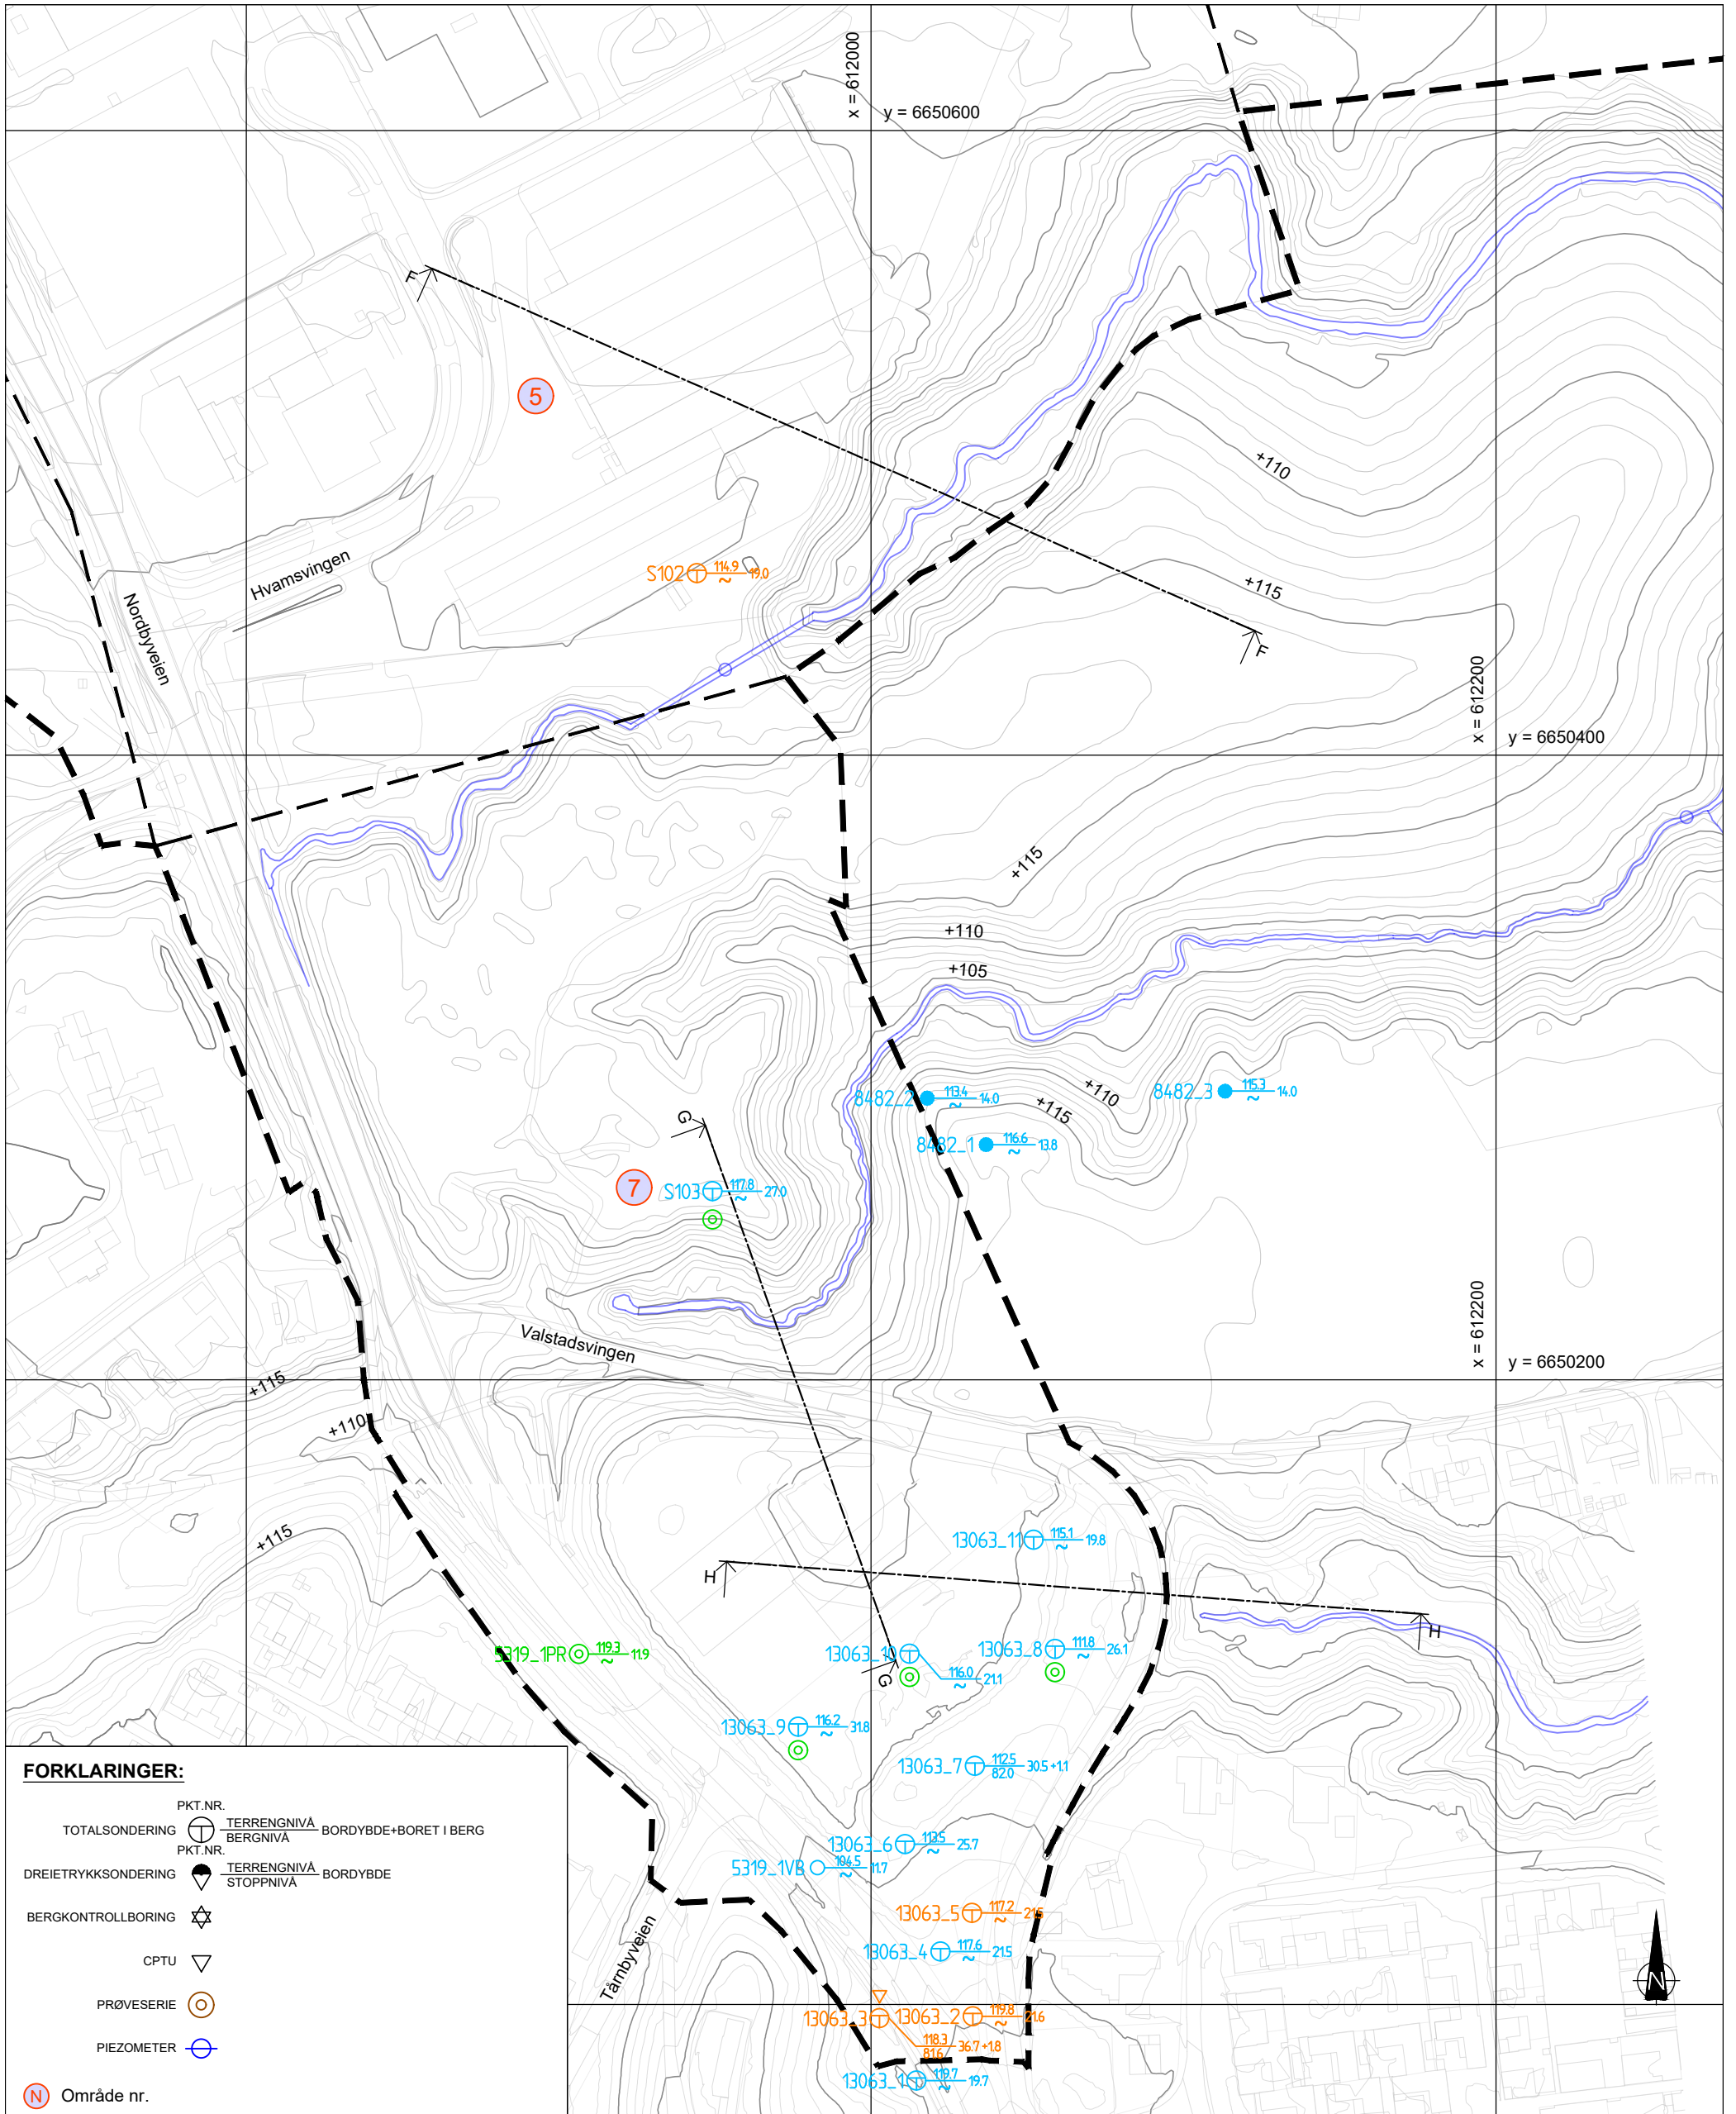 x = 612000
y = 6650600
F
5
+110
S102 114.9 ~ 19.0
Hvamsvingen
+115
Nordbyveien
F
x = 612200
y = 6650400
+115
+110
+105
8482_2 113.4 ~ 14.0
+110
8482_3 115.3 ~ 14.0
+115
G
8482_1 116.6 ~ 13.8
7
S103 117.8 ~ 27.0
x = 612200
Valstadsvingen
y = 6650200
+115
+110
+115
13063_11 115.1 ~ 19.8
H
H
5319_1PR 119.3 ~ 11.9
13063_10 116.0 ~ 21.1
13063_8 111.8 ~ 26.1
G
13063_9 116.2 ~ 31.8
13063_7 112.5 82.0 30.5 +1.1
13063_6 113.5 ~ 25.7
5319_1VB 104.5 ~ 11.7
13063_5 117.2 ~ 21.5
13063_4 117.6 ~ 21.5
Tårnbyveien
13063_3 118.3 81.6 36.7 +1.8
13063_2 119.8 ~ 21.6
13063_1 119.7 ~ 19.7
N
FORKLARINGER:
PKT.NR.
TOTALSONDERING TERRENGNIVÅ BORDYBDE+BORET I BERG
BERGNIVÅ
PKT.NR.
DREIETRYKKSONDERING TERRENGNIVÅ BORDYBDE
STOPPNIVÅ
BERGKONTROLLBORING
CPTU
PRØVESERIE
PIEZOMETER
N Område nr.